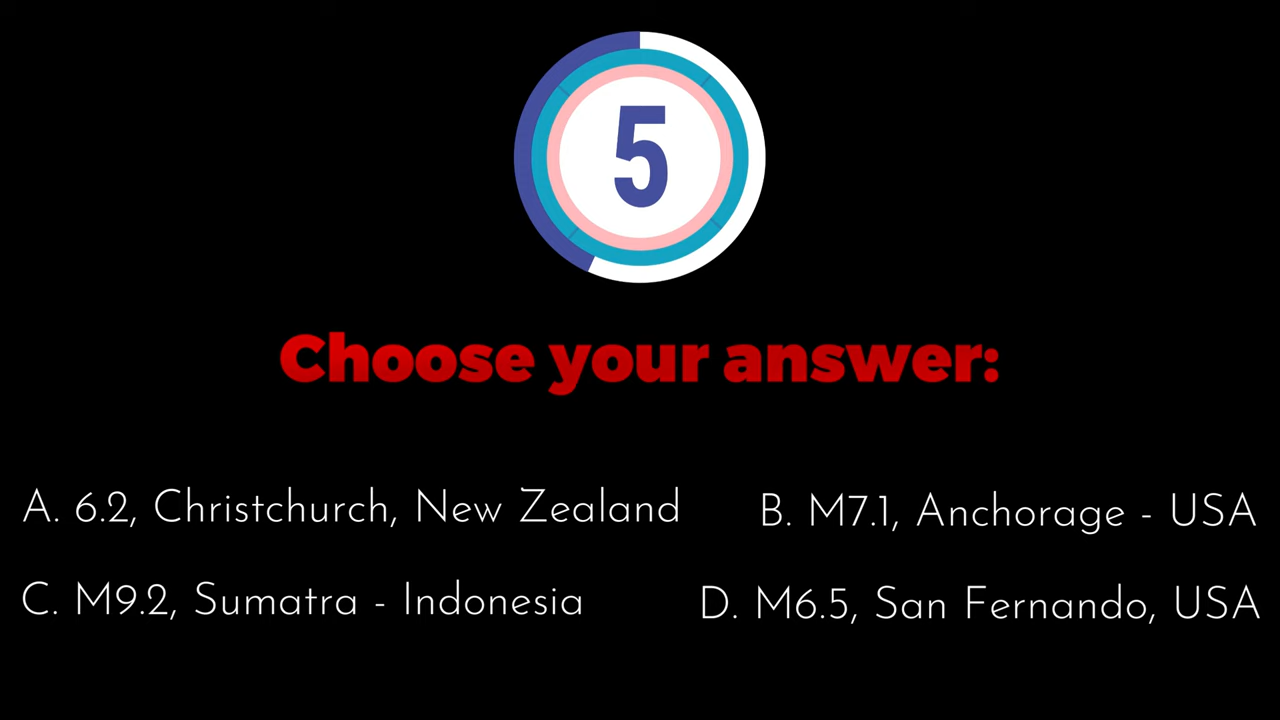 5
Choose your answer:
A. 6.2, Christchurch, New Zealand
B. M7.1, Anchorage - USA
C. M9.2, Sumatra - Indonesia
D. M6.5, San Fernando, USA